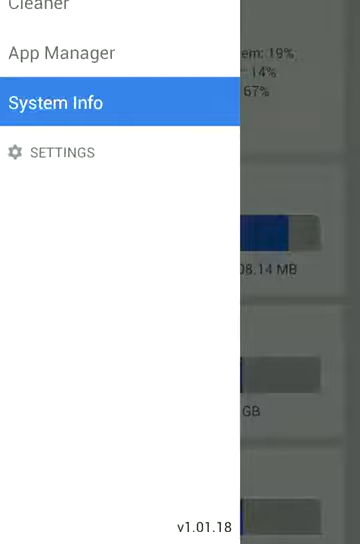 Cleaner
App Manager
em: 19%
: 14%
67%
System Info
SETTINGS
08.14 MB
GB
v1.01.18